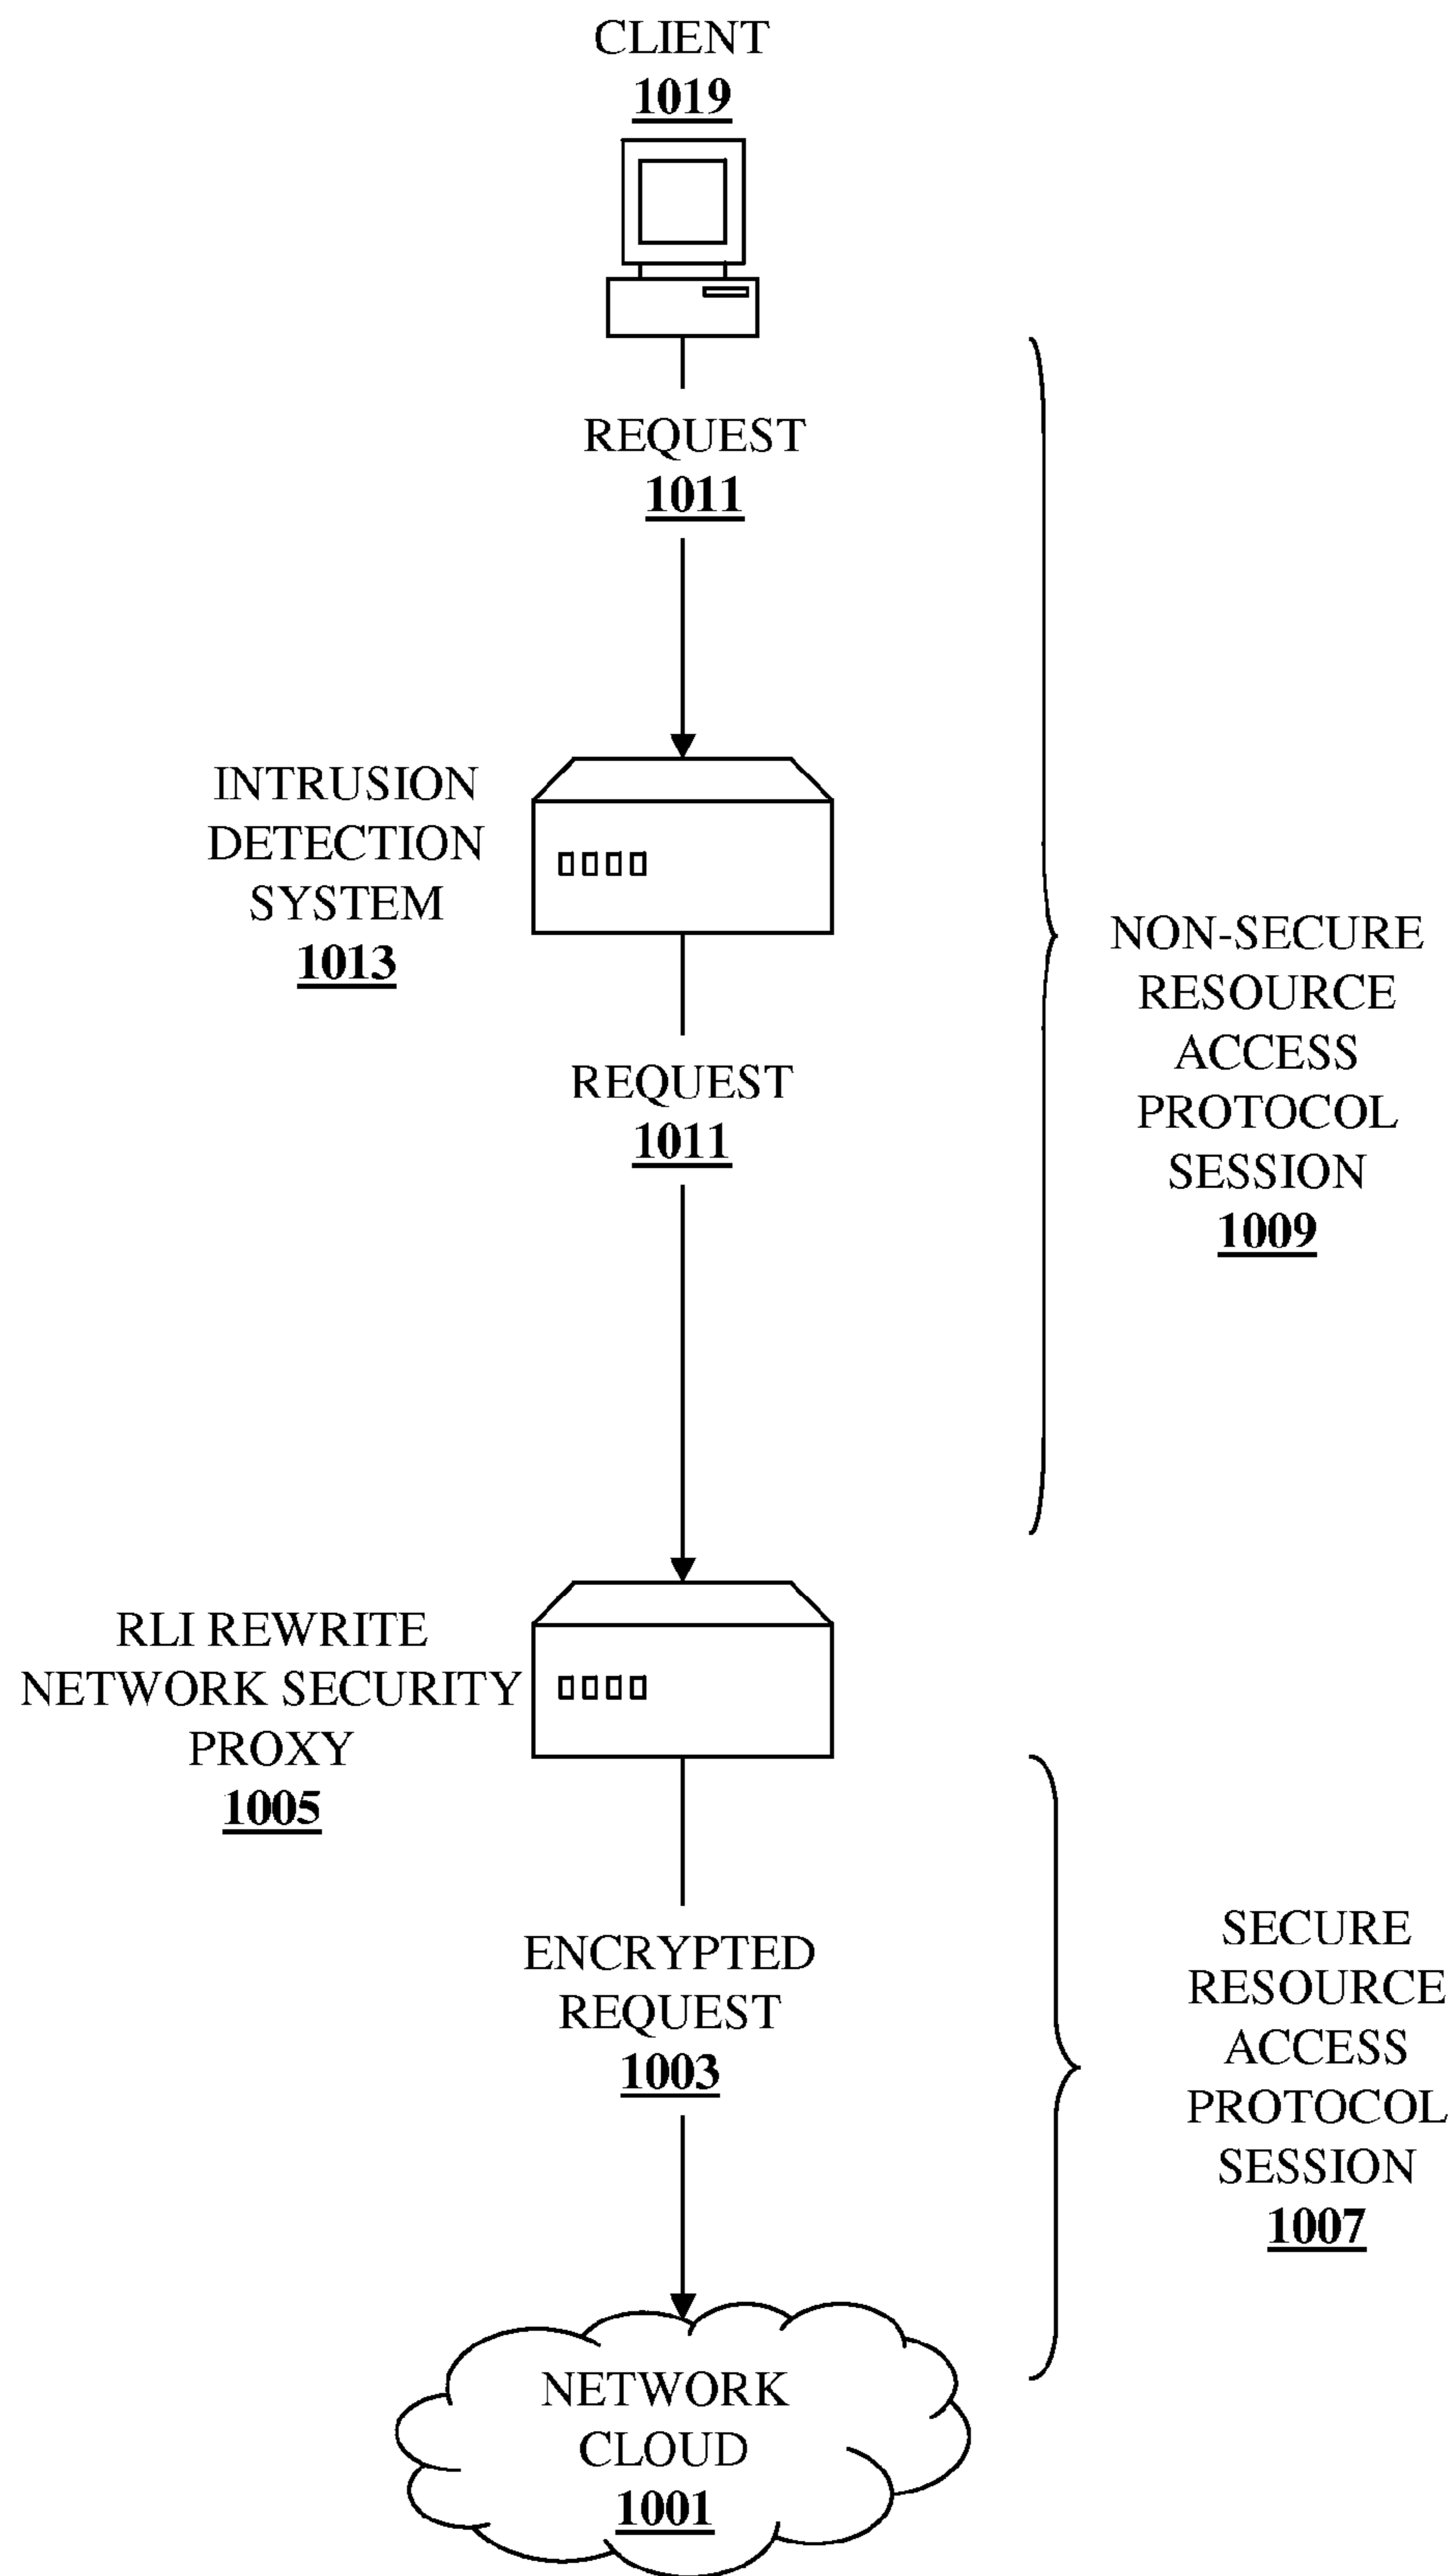 CLIENT
1019
REQUEST
1011
INTRUSION
DETECTION
SYSTEM
1013
NON-SECURE
RESOURCE
ACCESS
PROTOCOL
SESSION
1009
REQUEST
1011
RLI REWRITE
NETWORK SECURITY
PROXY
1005
ENCRYPTED
REQUEST
1003
SECURE
RESOURCE
ACCESS
PROTOCOL
SESSION
1007
NETWORK
CLOUD
1001